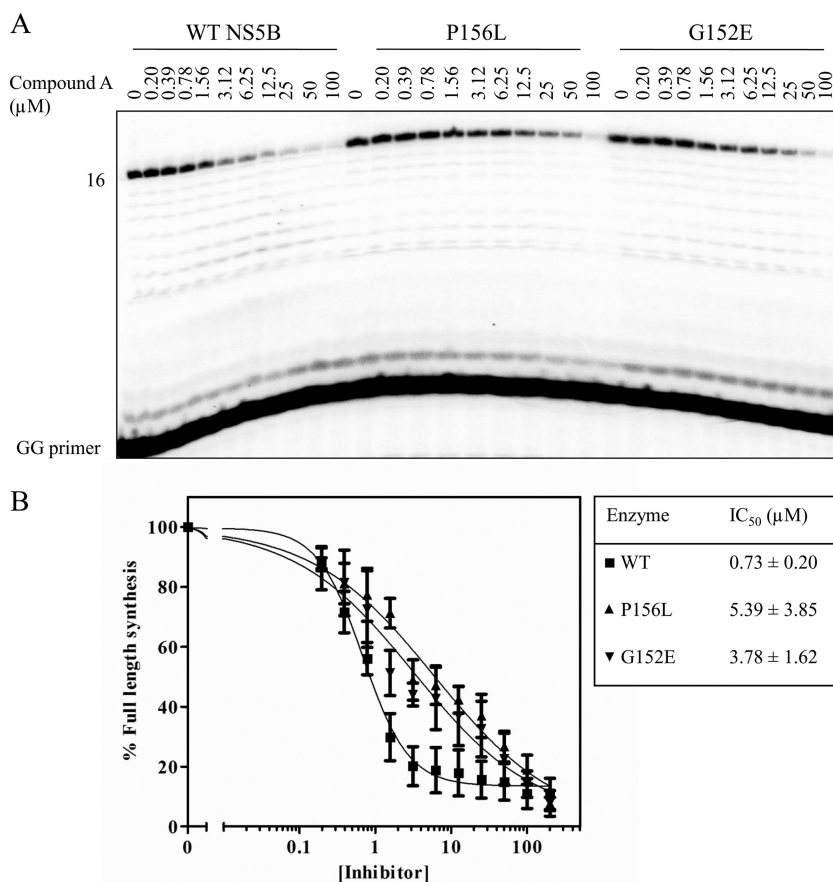 A
WT NS5B P156L G152E
Compound A (µM)
0 0.20 0.39 0.78 1.56 3.12 6.25 12.5 25 50 100 0 0.20 0.39 0.78 1.56 3.12 6.25 12.5 25 50 100 0 0.20 0.39 0.78 1.56 3.12 6.25 12.5 25 50 100
16
GG primer
B
% Full length synthesis
100
80
60
40
20
0
0 0.1 1 10 100
[Inhibitor]
Enzyme IC50 (µM)
WT 0.73 ± 0.20
P156L 5.39 ± 3.85
G152E 3.78 ± 1.62